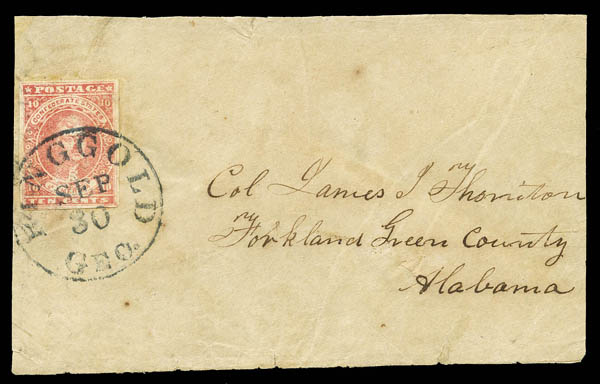 ★ POSTAGE ★
10 10
CONFEDERATE STATES
TEN CENTS
RINGGOLD
SEP
30
GEO.
Col James I Thornton
Forkland Green County
Alabama